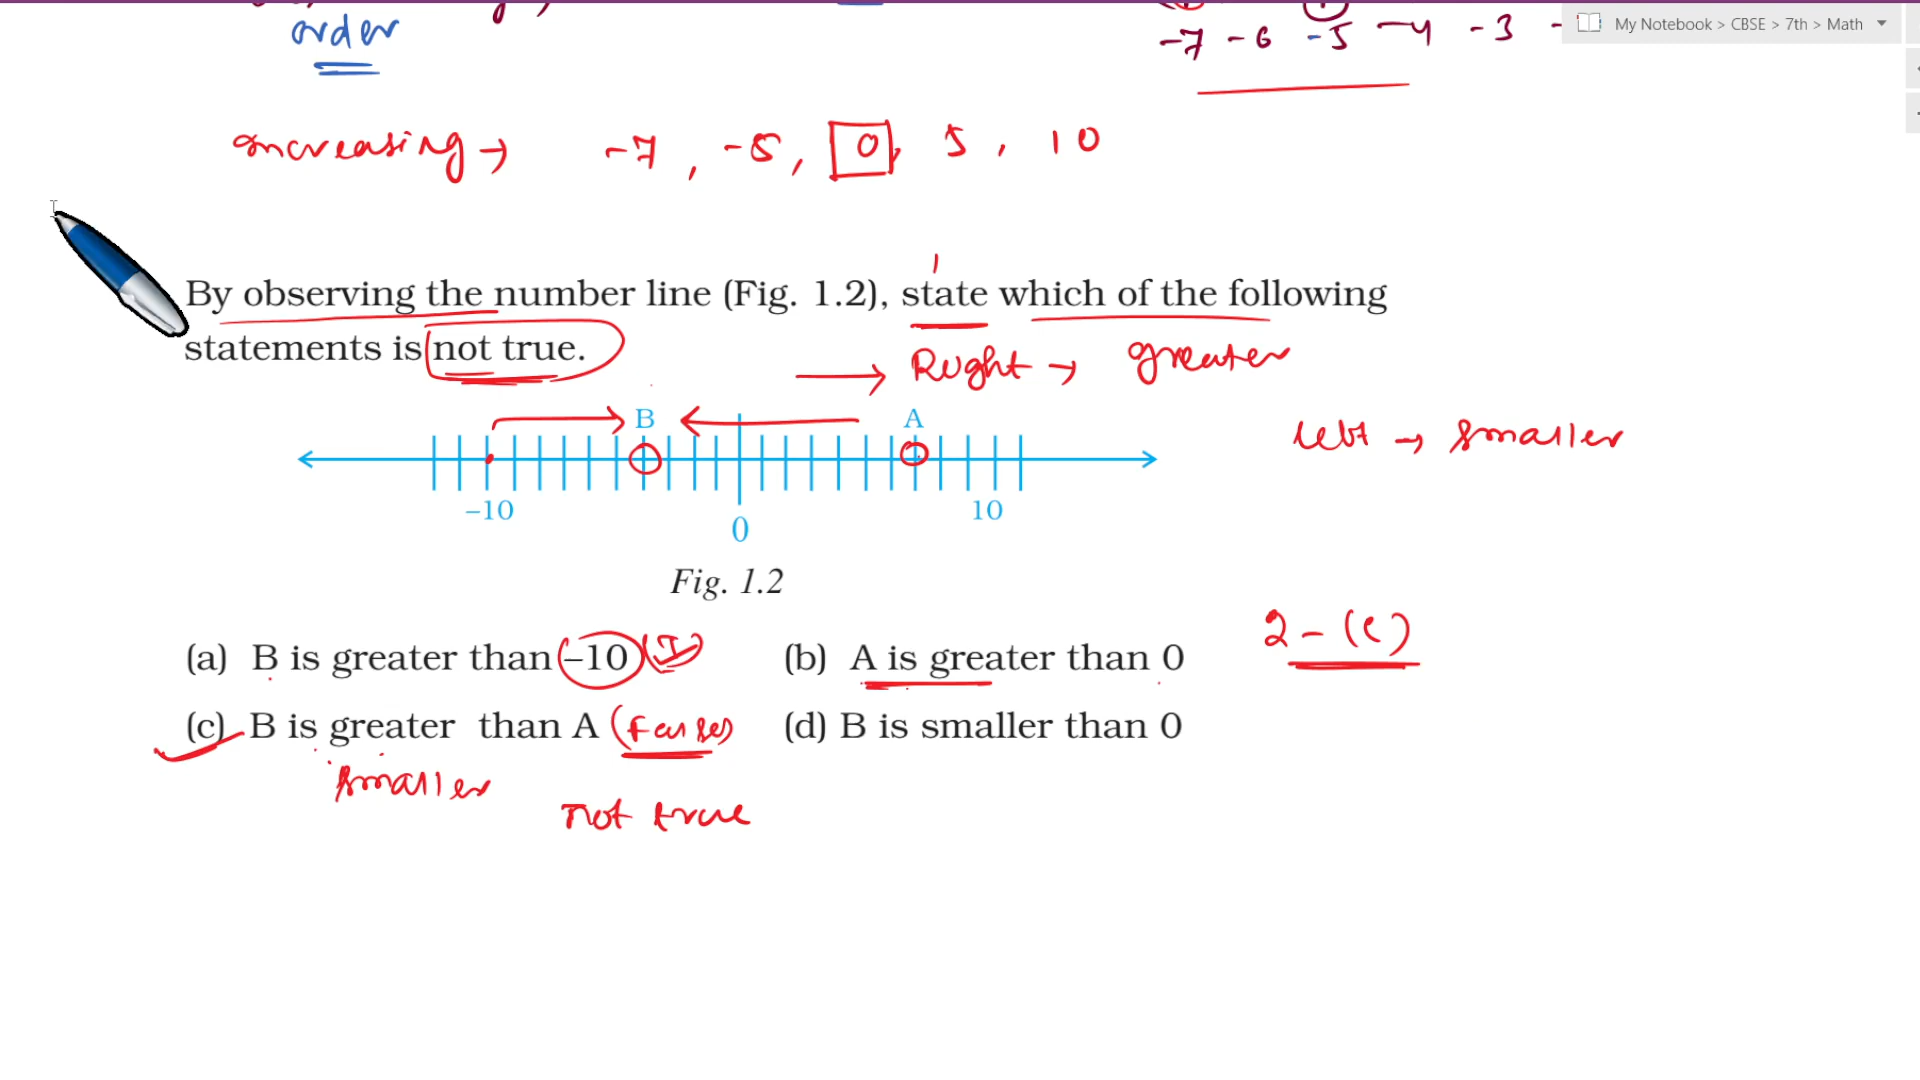 order
-7 -6 -5 -4 -3 -
My Notebook > CBSE > 7th > Math
increasing → -7, -5, 0, 5, 10
By observing the number line (Fig. 1.2), state which of the following
statements is not true.
→ Right → greater
left → smaller
B A
–10 0 10
Fig. 1.2
(a) B is greater than –10 (T) (b) A is greater than 0
2 - (c)
(c) B is greater than A (False) (d) B is smaller than 0
smaller
not true